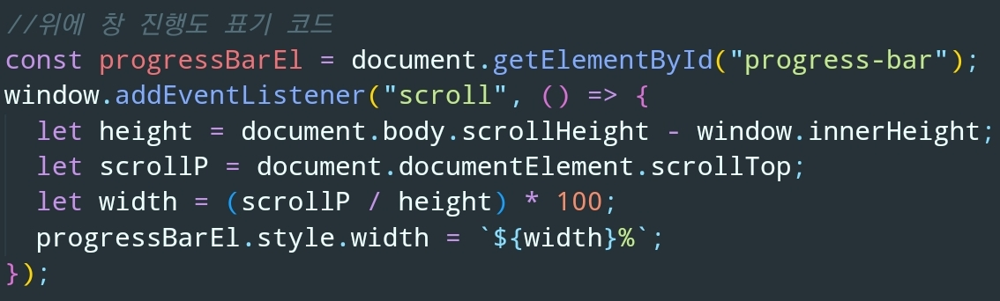 //위에 창 진행도 표기 코드
const progressBarEl = document.getElementById("progress-bar");
window.addEventListener("scroll", () => {
  let height = document.body.scrollHeight - window.innerHeight;
  let scrollP = document.documentElement.scrollTop;
  let width = (scrollP / height) * 100;
  progressBarEl.style.width = `${width}%`;
});